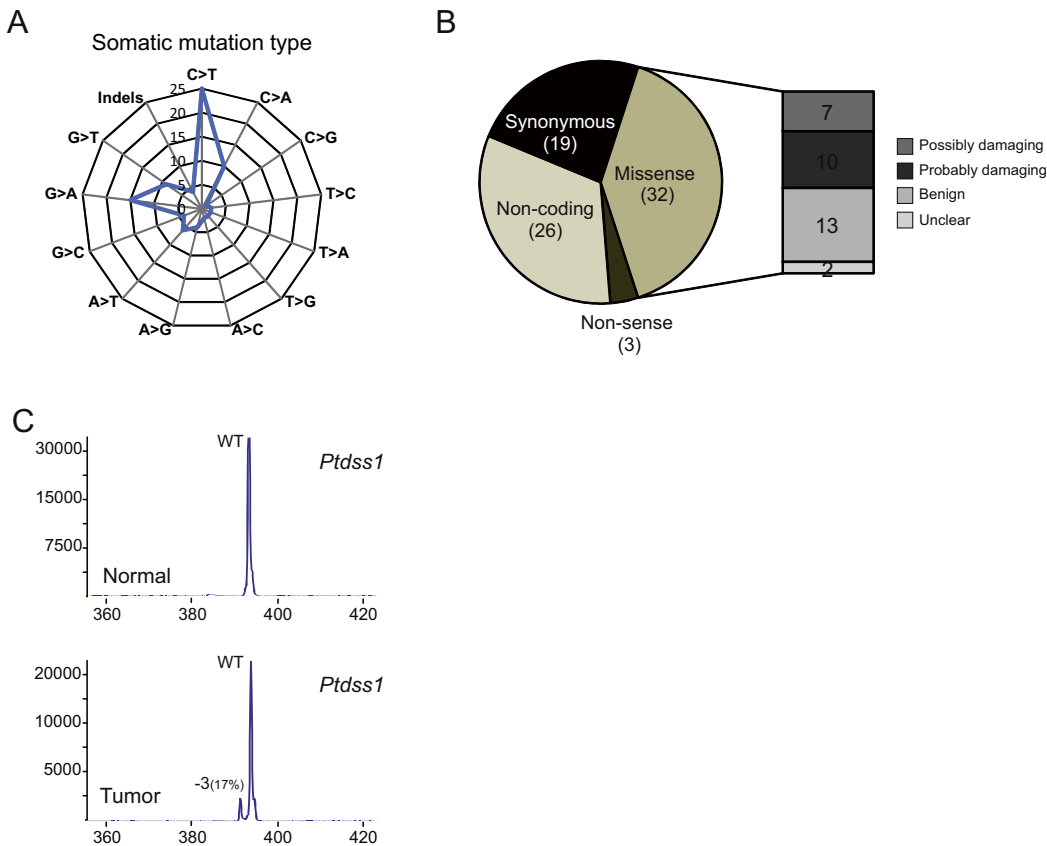 A
Somatic mutation type
C>T
C>A
C>G
T>C
T>A
T>G
A>C
A>G
A>T
G>C
G>A
G>T
Indels
25
20
15
10
5
0
B
Synonymous
(19)
Missense
(32)
Non-coding
(26)
Non-sense
(3)
7
10
13
2
Possibly damaging
Probably damaging
Benign
Unclear
C
WT
Ptdss1
30000
15000
7500
Normal
360 380 400 420
WT
Ptdss1
20000
10000
5000
-3(17%)
Tumor
360 380 400 420